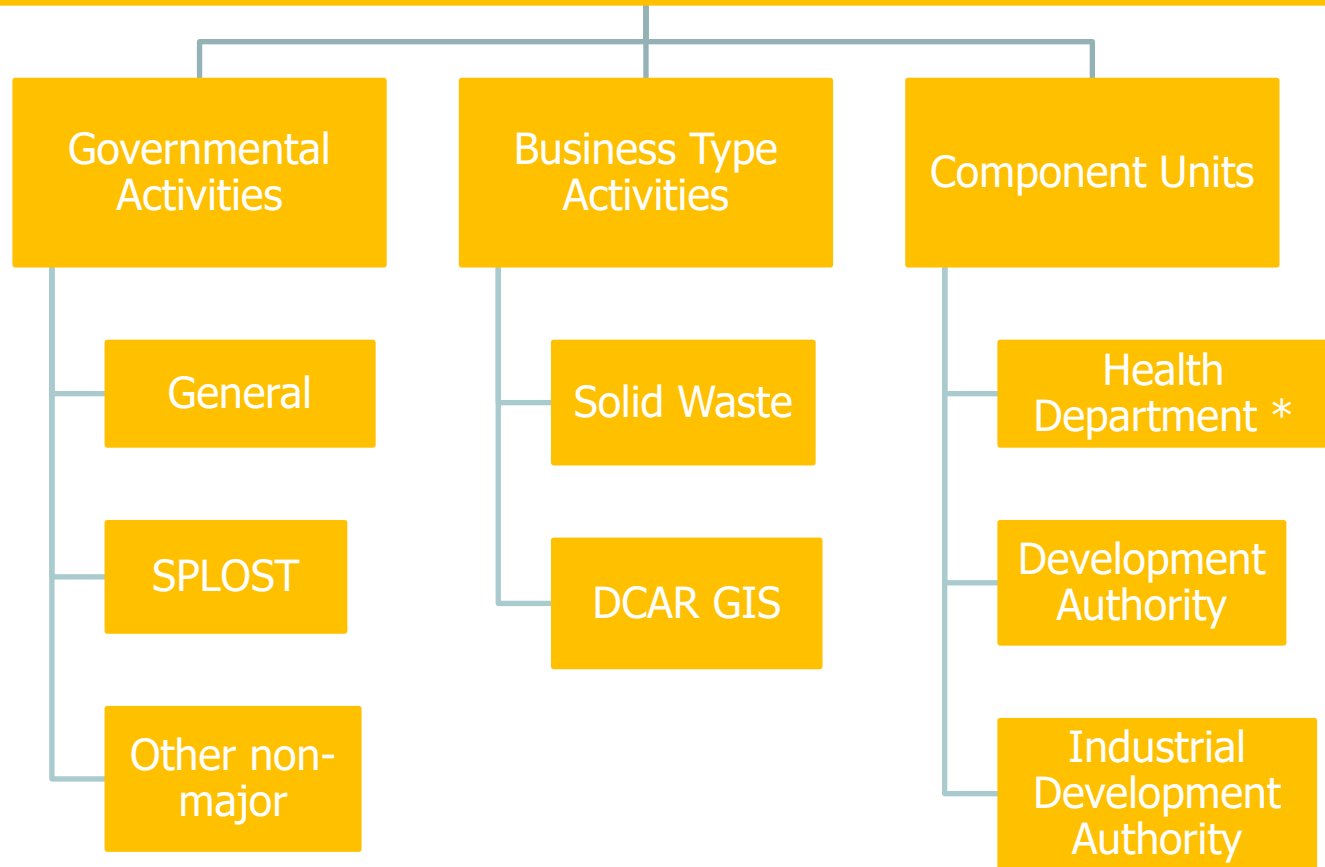 Governmental
Activities
Business Type
Activities
Component Units
General
SPLOST
Other non-
major
Solid Waste
DCAR GIS
Health
Department *
Development
Authority
Industrial
Development
Authority